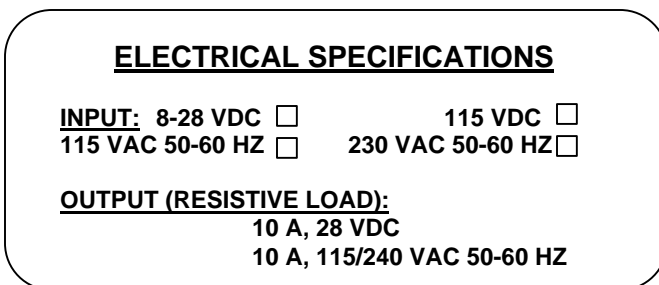 ELECTRICAL SPECIFICATIONS
INPUT: 8-28 VDC ☐ 115 VDC ☐
115 VAC 50-60 HZ ☐ 230 VAC 50-60 HZ ☐
OUTPUT (RESISTIVE LOAD):
10 A, 28 VDC
10 A, 115/240 VAC 50-60 HZ